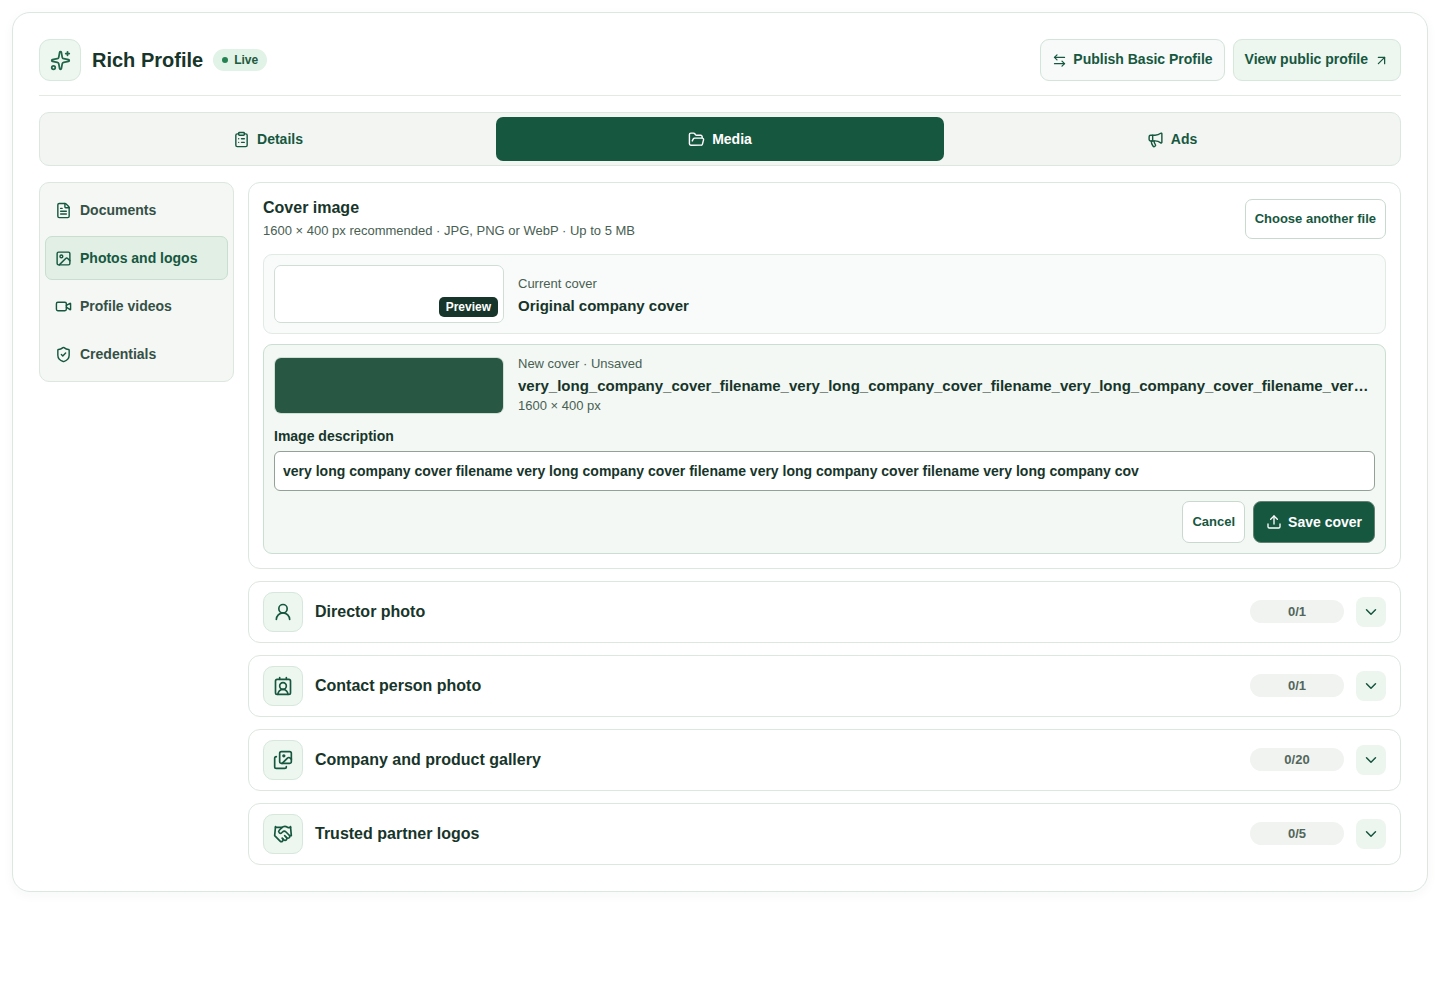 Rich Profile
Live
Publish Basic Profile
View public profile
Details
Media
Ads
Documents
Photos and logos
Profile videos
Credentials
Cover image
1600 × 400 px recommended · JPG, PNG or WebP · Up to 5 MB
Choose another file
Preview
Current cover
Original company cover
New cover · Unsaved
very_long_company_cover_filename_very_long_company_cover_filename_very_long_company_cover_filename_ver…
1600 × 400 px
Image description
very long company cover filename very long company cover filename very long company cover filename very long company cov
Cancel
Save cover
Director photo
0/1
Contact person photo
0/1
Company and product gallery
0/20
Trusted partner logos
0/5